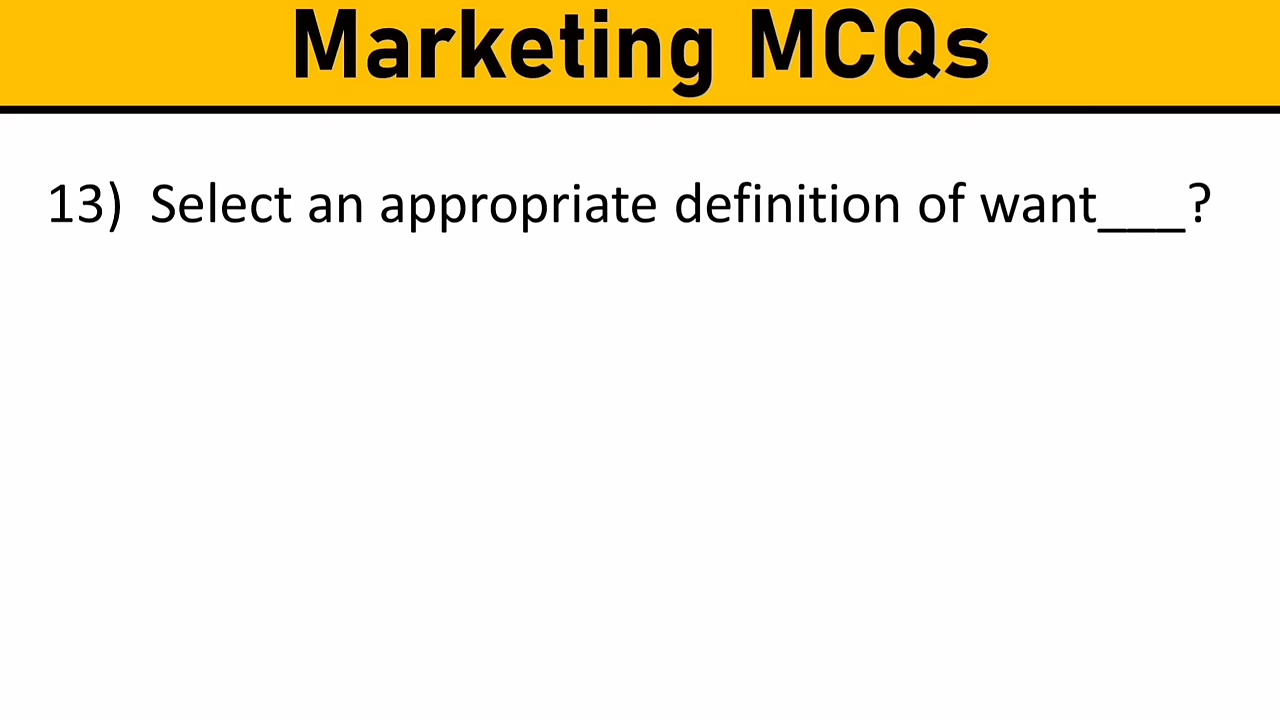 Marketing MCQs
13) Select an appropriate definition of want___?